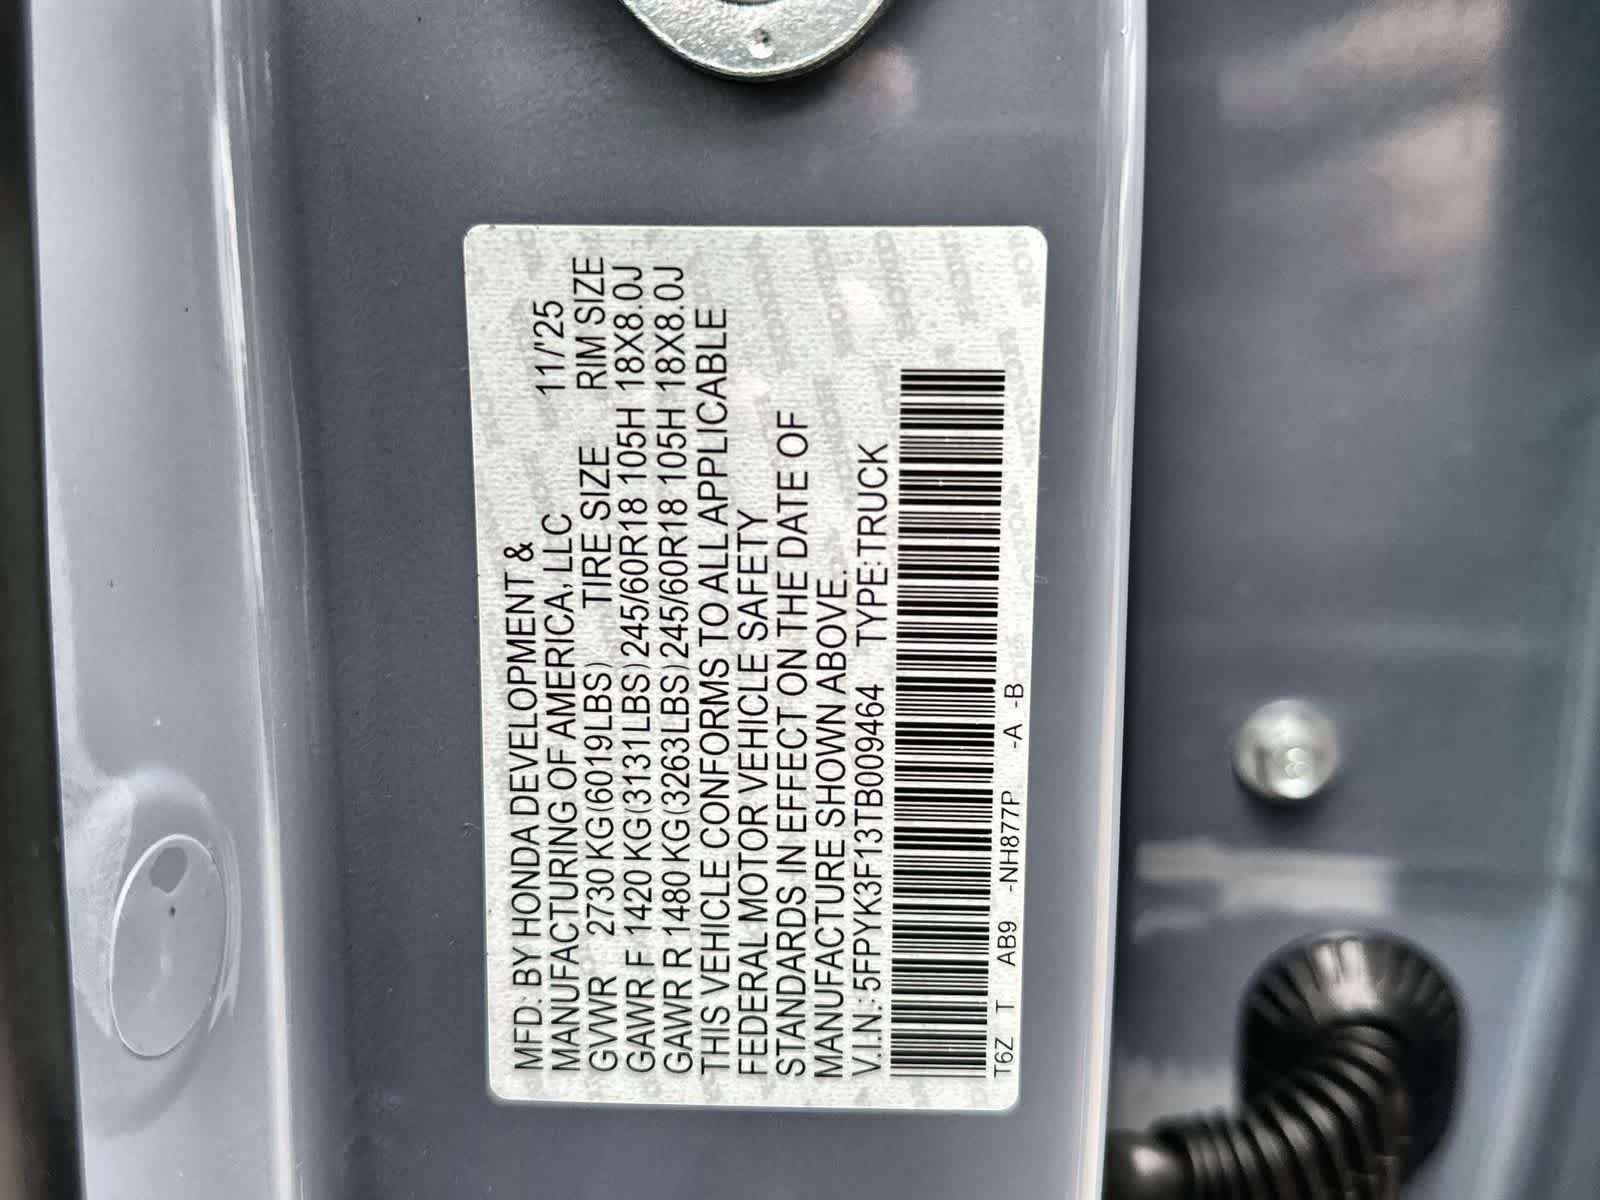 MFD. BY HONDA DEVELOPMENT &
MANUFACTURING OF AMERICA, LLC 11/'25
GVWR 2730 KG (6019LBS) TIRE SIZE RIM SIZE
GAWR F 1420 KG (3131LBS) 245/60R18 105H 18X8.0J
GAWR R 1480 KG (3263LBS) 245/60R18 105H 18X8.0J
THIS VEHICLE CONFORMS TO ALL APPLICABLE
FEDERAL MOTOR VEHICLE SAFETY
STANDARDS IN EFFECT ON THE DATE OF
MANUFACTURE SHOWN ABOVE.
V.I.N.: 5FPYK3F13TB009464 TYPE:TRUCK
T6Z T AB9 -NH877P -A -B